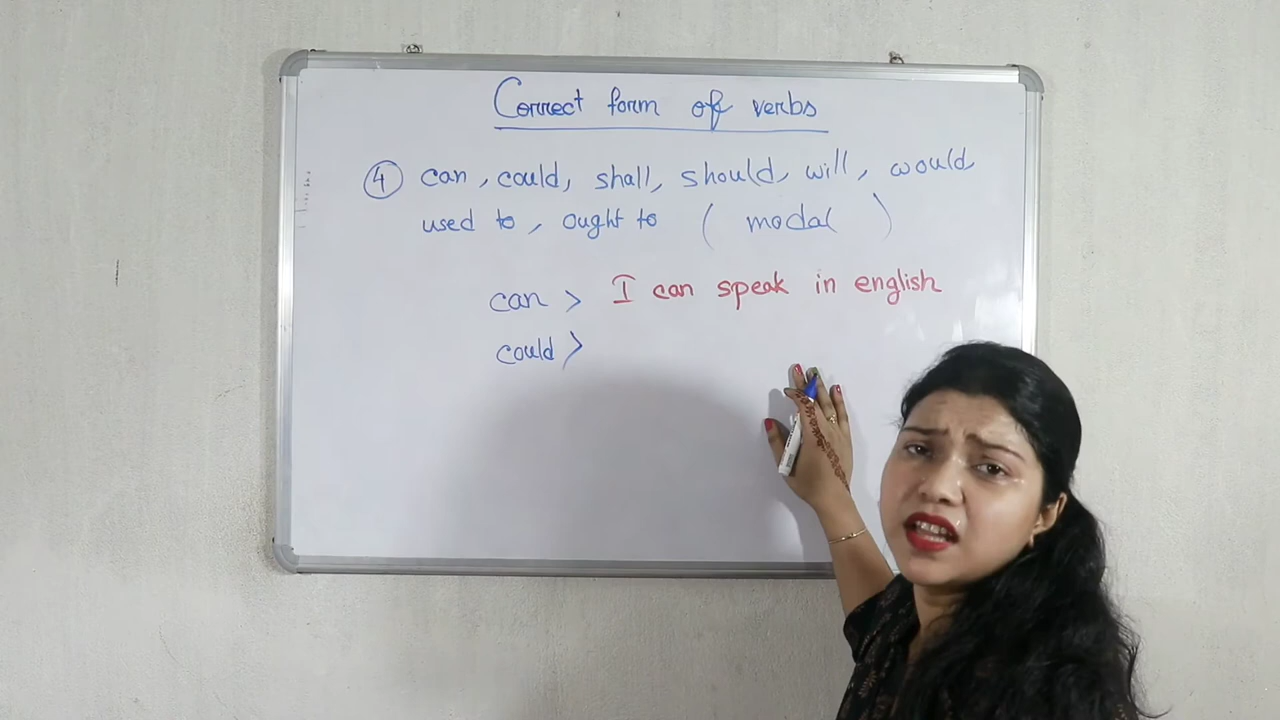 Correct form of verbs
4 can, could, shall, should, will, would
used to, ought to ( modal )
can > I can speak in english
could >